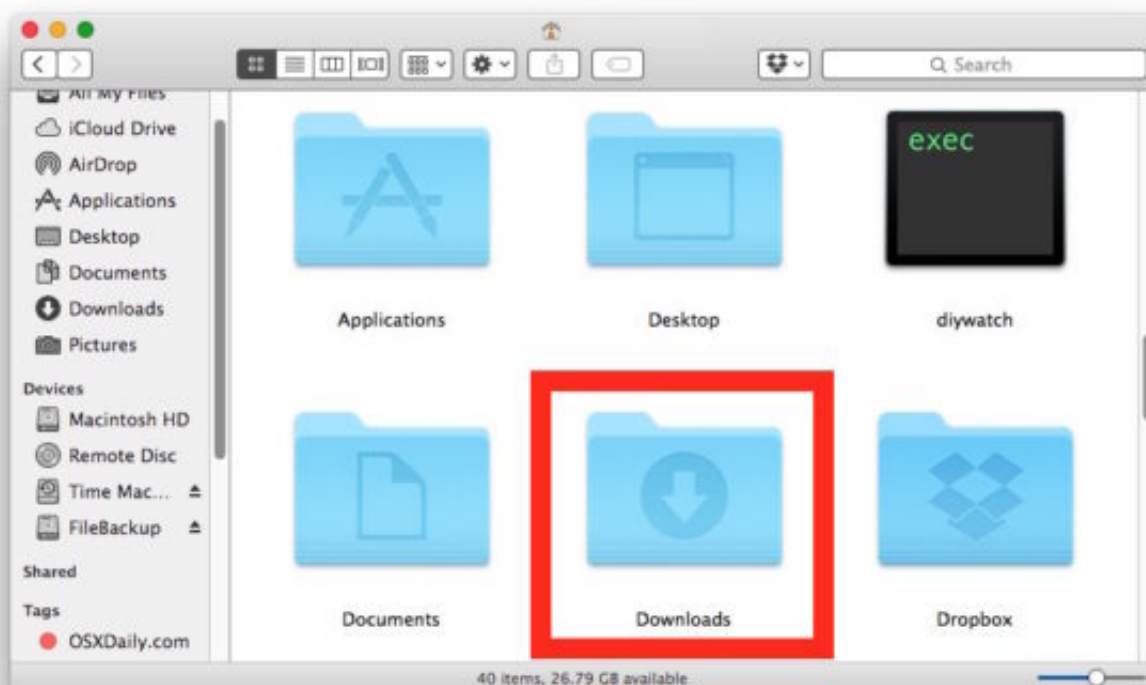 Search
All My Files
iCloud Drive
AirDrop
Applications
Desktop
Documents
Downloads
Pictures
Devices
Macintosh HD
Remote Disc
Time Mac...
FileBackup
Shared
Tags
OSXDaily.com
exec
Applications
Desktop
diywatch
Documents
Downloads
Dropbox
40 items, 26.79 GB available